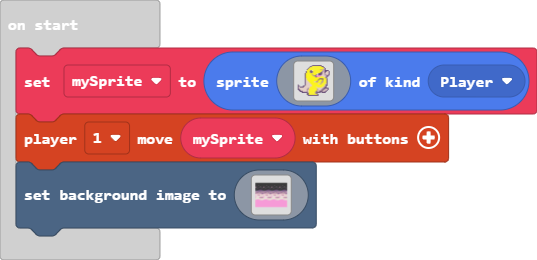 on start
set mySprite to sprite of kind Player
player 1 move mySprite with buttons
set background image to